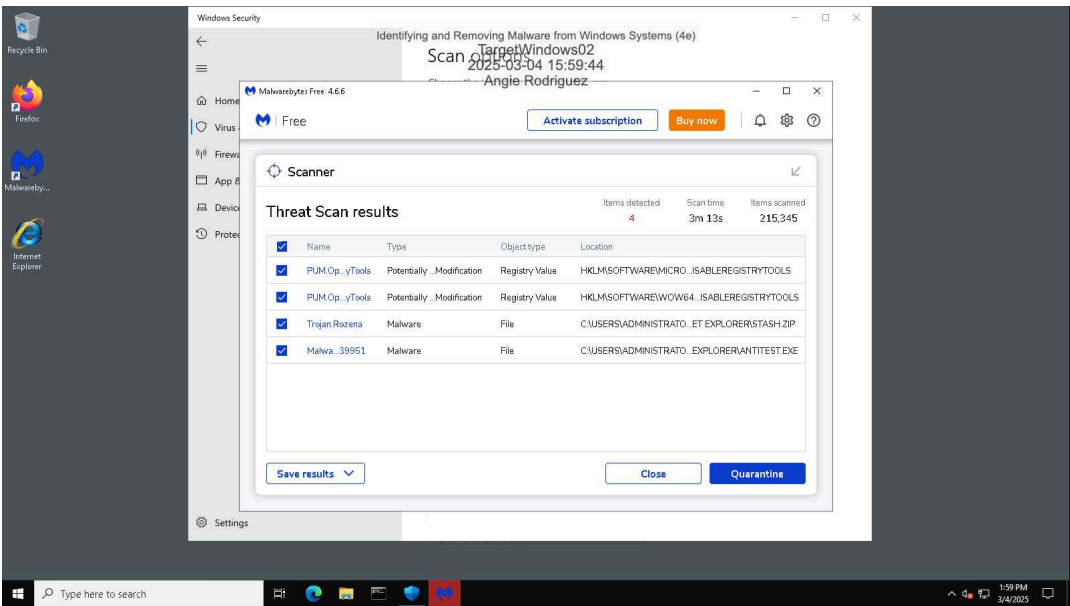 Recycle Bin
Firefox
Malwareby...
Internet
Explorer
Windows Security
Identifying and Removing Malware from Windows Systems (4e)
Scan options
TargetWindows02
2025-03-04 15:59:44
Angie Rodriguez
Home
Virus
Firewa
App &
Device
Protec
Settings
Malwarebytes Free 4.6.6
Free
Activate subscription
Buy now
Scanner
Threat Scan results
Items detected
4
Scan time
3m 13s
Items scanned
215,345
Name Type Object type Location
PUM.Op...yTools Potentially ...Modification Registry Value HKLM\SOFTWARE\MICRO...ISABLEREGISTRYTOOLS
PUM.Op...yTools Potentially ...Modification Registry Value HKLM\SOFTWARE\WOW64...ISABLEREGISTRYTOOLS
Trojan.Rozena Malware File C:\USERS\ADMINISTRATO...ET EXPLORER\STASH.ZIP
Malwa...39951 Malware File C:\USERS\ADMINISTRATO...EXPLORER\ANTITEST.EXE
Save results
Close
Quarantine
Type here to search
1:59 PM
3/4/2025